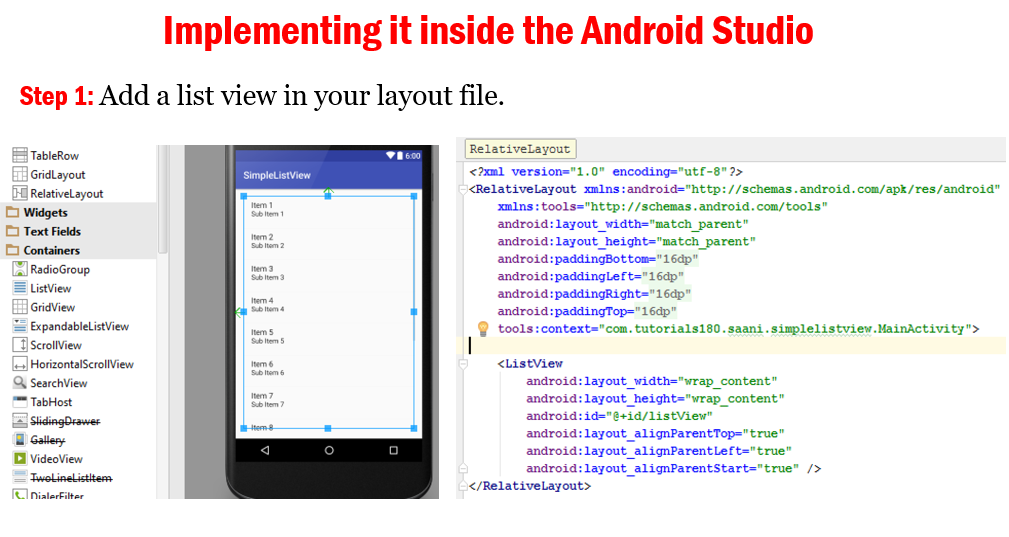 Implementing it inside the Android Studio
Step 1: Add a list view in your layout file.
TableRow
GridLayout
RelativeLayout
Widgets
Text Fields
Containers
RadioGroup
ListView
GridView
ExpandableListView
ScrollView
HorizontalScrollView
SearchView
TabHost
SlidingDrawer
Gallery
VideoView
TwoLineListItem
DialerFilter
6:00
SimpleListView
Item 1
Sub Item 1
Item 2
Sub Item 2
Item 3
Sub Item 3
Item 4
Sub Item 4
Item 5
Sub Item 5
Item 6
Sub Item 6
Item 7
Sub Item 7
Item 8
RelativeLayout
<?xml version="1.0" encoding="utf-8"?>
<RelativeLayout xmlns:android="http://schemas.android.com/apk/res/android"
xmlns:tools="http://schemas.android.com/tools"
android:layout_width="match_parent"
android:layout_height="match_parent"
android:paddingBottom="16dp"
android:paddingLeft="16dp"
android:paddingRight="16dp"
android:paddingTop="16dp"
tools:context="com.tutorials180.saani.simplelistview.MainActivity">
<ListView
android:layout_width="wrap_content"
android:layout_height="wrap_content"
android:id="@+id/listView"
android:layout_alignParentTop="true"
android:layout_alignParentLeft="true"
android:layout_alignParentStart="true" />
</RelativeLayout>